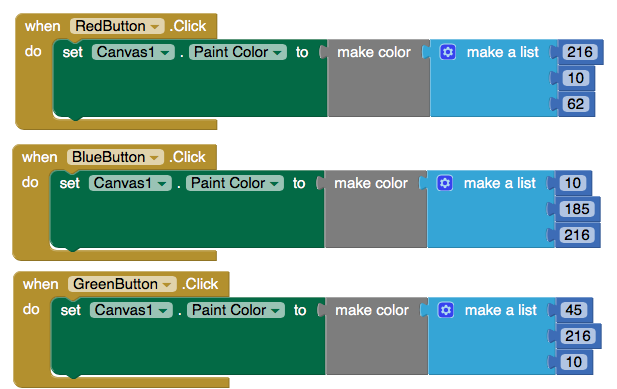 when RedButton .Click
do set Canvas1 . Paint Color to make color make a list 216
10
62
when BlueButton .Click
do set Canvas1 . Paint Color to make color make a list 10
185
216
when GreenButton .Click
do set Canvas1 . Paint Color to make color make a list 45
216
10